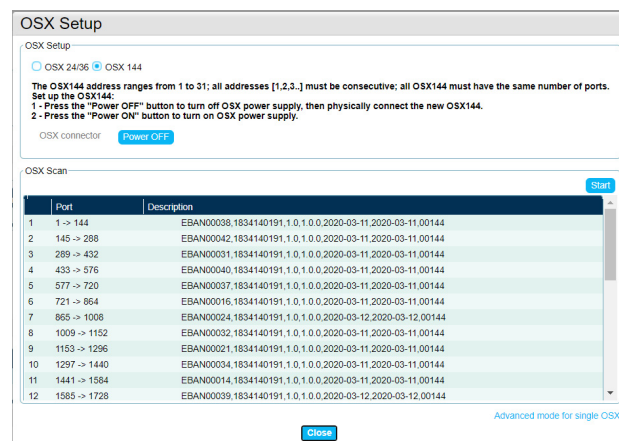 OSX Setup
OSX Setup
OSX 24/36 OSX 144
The OSX144 address ranges from 1 to 31; all addresses [1,2,3..] must be consecutive; all OSX144 must have the same number of ports.
Set up the OSX144:
1 - Press the "Power OFF" button to turn off OSX power supply, then physically connect the new OSX144.
2 - Press the "Power ON" button to turn on OSX power supply.
OSX connector Power OFF
OSX Scan
Start
Port Description
1 1 -> 144 EBAN00038,1834140191,1.0,1.0.0,2020-03-11,2020-03-11,00144
2 145 -> 288 EBAN00042,1834140191,1.0,1.0.0,2020-03-11,2020-03-11,00144
3 289 -> 432 EBAN00031,1834140191,1.0,1.0.0,2020-03-11,2020-03-11,00144
4 433 -> 576 EBAN00040,1834140191,1.0,1.0.0,2020-03-11,2020-03-11,00144
5 577 -> 720 EBAN00037,1834140191,1.0,1.0.0,2020-03-11,2020-03-11,00144
6 721 -> 864 EBAN00016,1834140191,1.0,1.0.0,2020-03-11,2020-03-11,00144
7 865 -> 1008 EBAN00024,1834140191,1.0,1.0.0,2020-03-12,2020-03-12,00144
8 1009 -> 1152 EBAN00032,1834140191,1.0,1.0.0,2020-03-11,2020-03-11,00144
9 1153 -> 1296 EBAN00021,1834140191,1.0,1.0.0,2020-03-11,2020-03-11,00144
10 1297 -> 1440 EBAN00034,1834140191,1.0,1.0.0,2020-03-11,2020-03-11,00144
11 1441 -> 1584 EBAN00014,1834140191,1.0,1.0.0,2020-03-11,2020-03-11,00144
12 1585 -> 1728 EBAN00039,1834140191,1.0,1.0.0,2020-03-12,2020-03-12,00144
Advanced mode for single OSX
Close